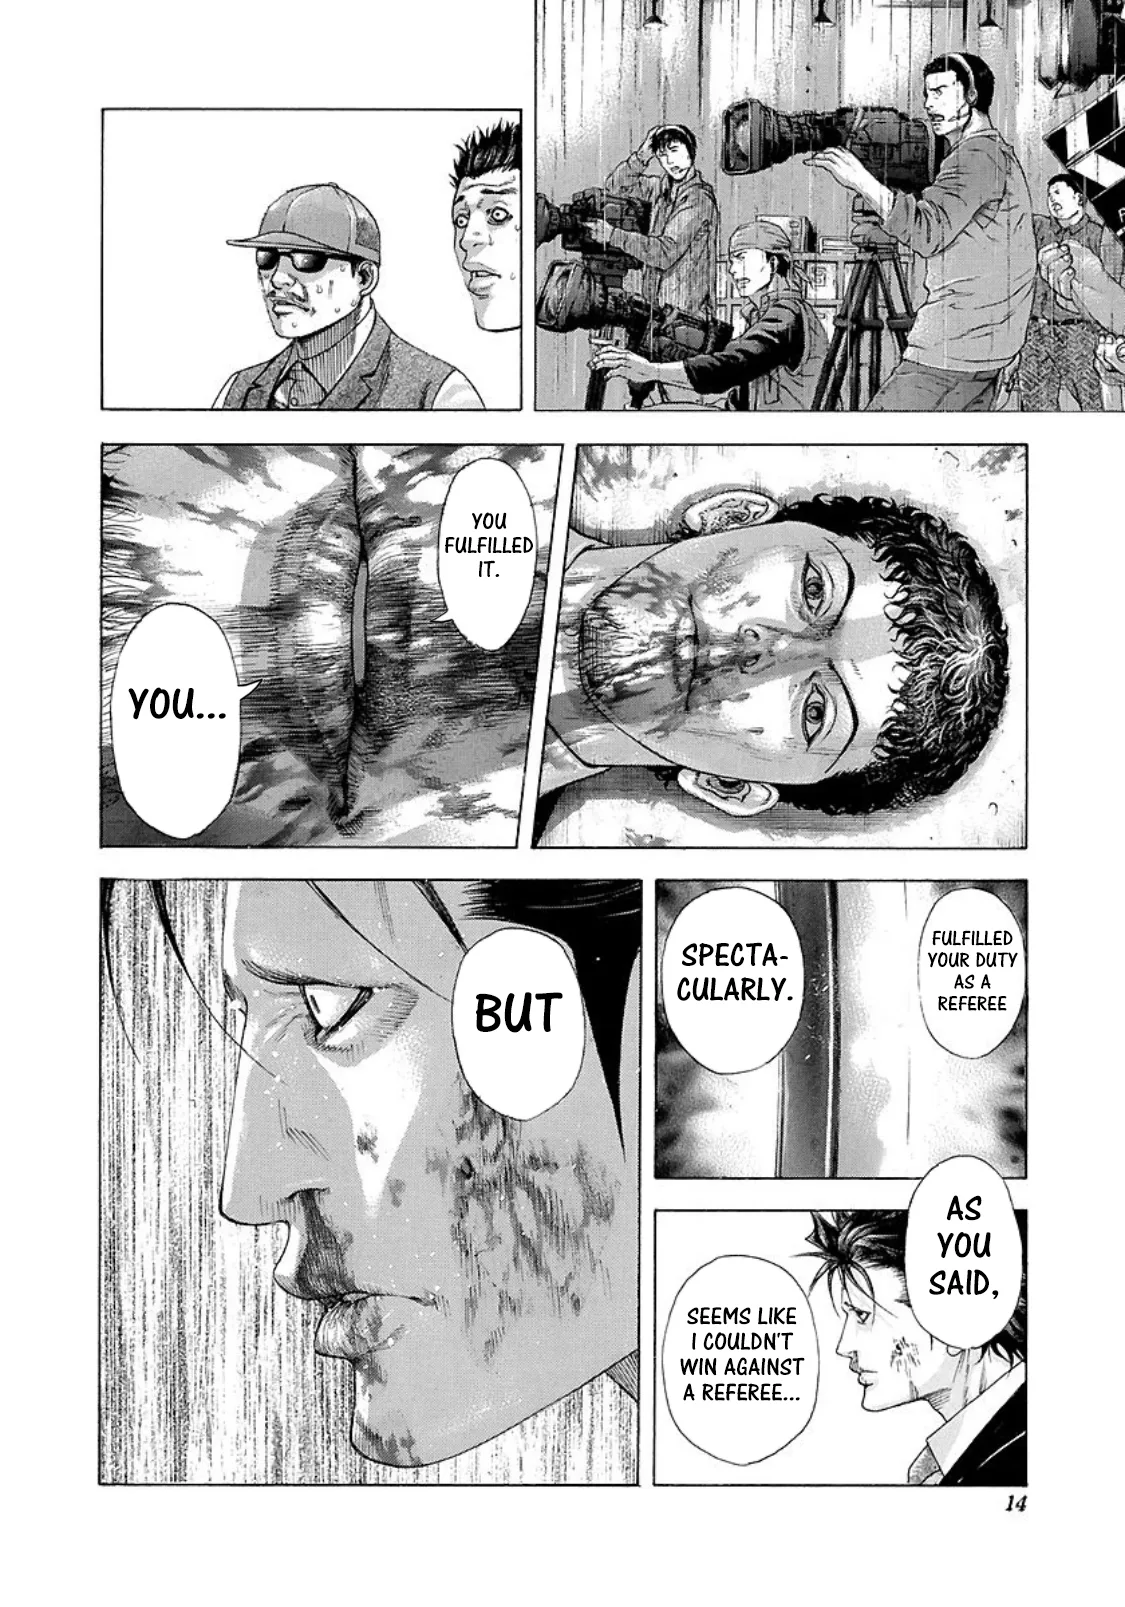 YOU
FULFILLED
IT.
YOU...
FULFILLED
YOUR DUTY
AS A
REFEREE
SPECTA-
CULARLY.
AS
YOU
SAID,
SEEMS LIKE
I COULDN'T
WIN AGAINST
A REFEREE...
BUT
14